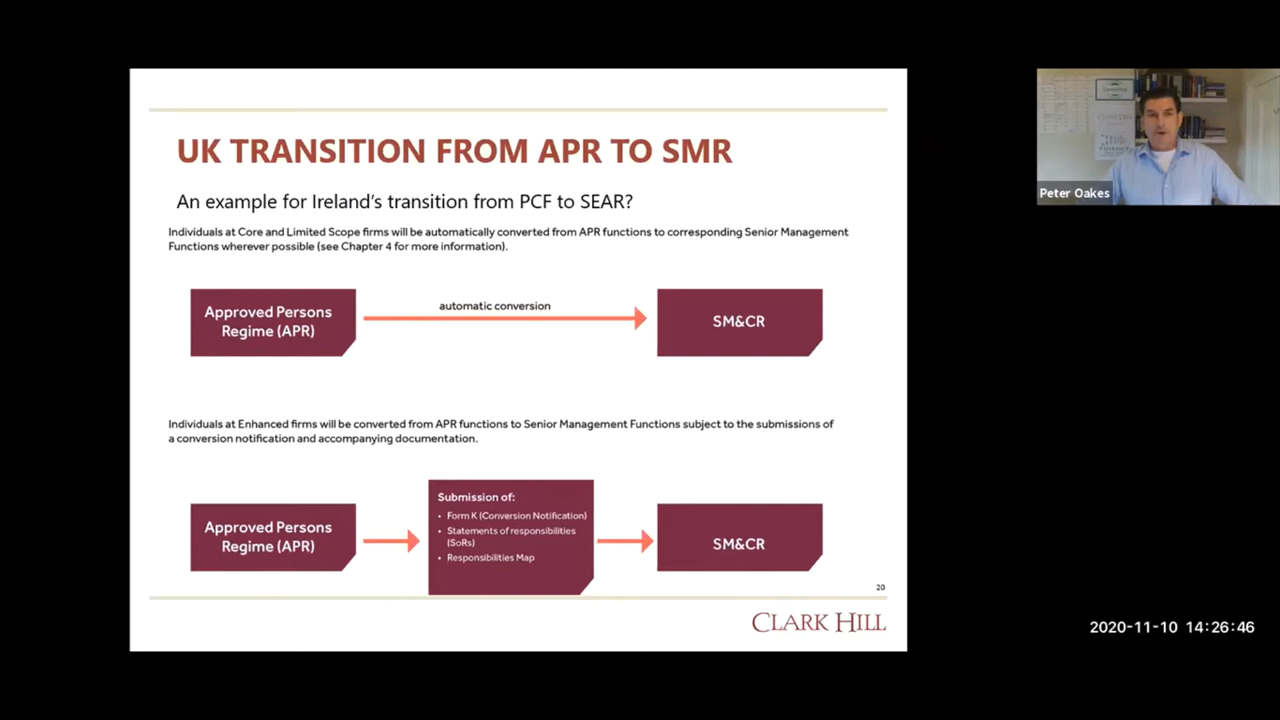 UK TRANSITION FROM APR TO SMR
An example for Ireland's transition from PCF to SEAR?
Individuals at Core and Limited Scope firms will be automatically converted from APR functions to corresponding Senior Management
Functions wherever possible (see Chapter 4 for more information).
Approved Persons
Regime (APR)
automatic conversion
SM&CR
Individuals at Enhanced firms will be converted from APR functions to Senior Management Functions subject to the submissions of
a conversion notification and accompanying documentation.
Approved Persons
Regime (APR)
Submission of:
• Form K (Conversion Notification)
• Statements of responsibilities
(SoRs)
• Responsibilities Map
SM&CR
20
CLARK HILL
CLARK HILL
Peter Oakes
2020-11-10 14:26:46